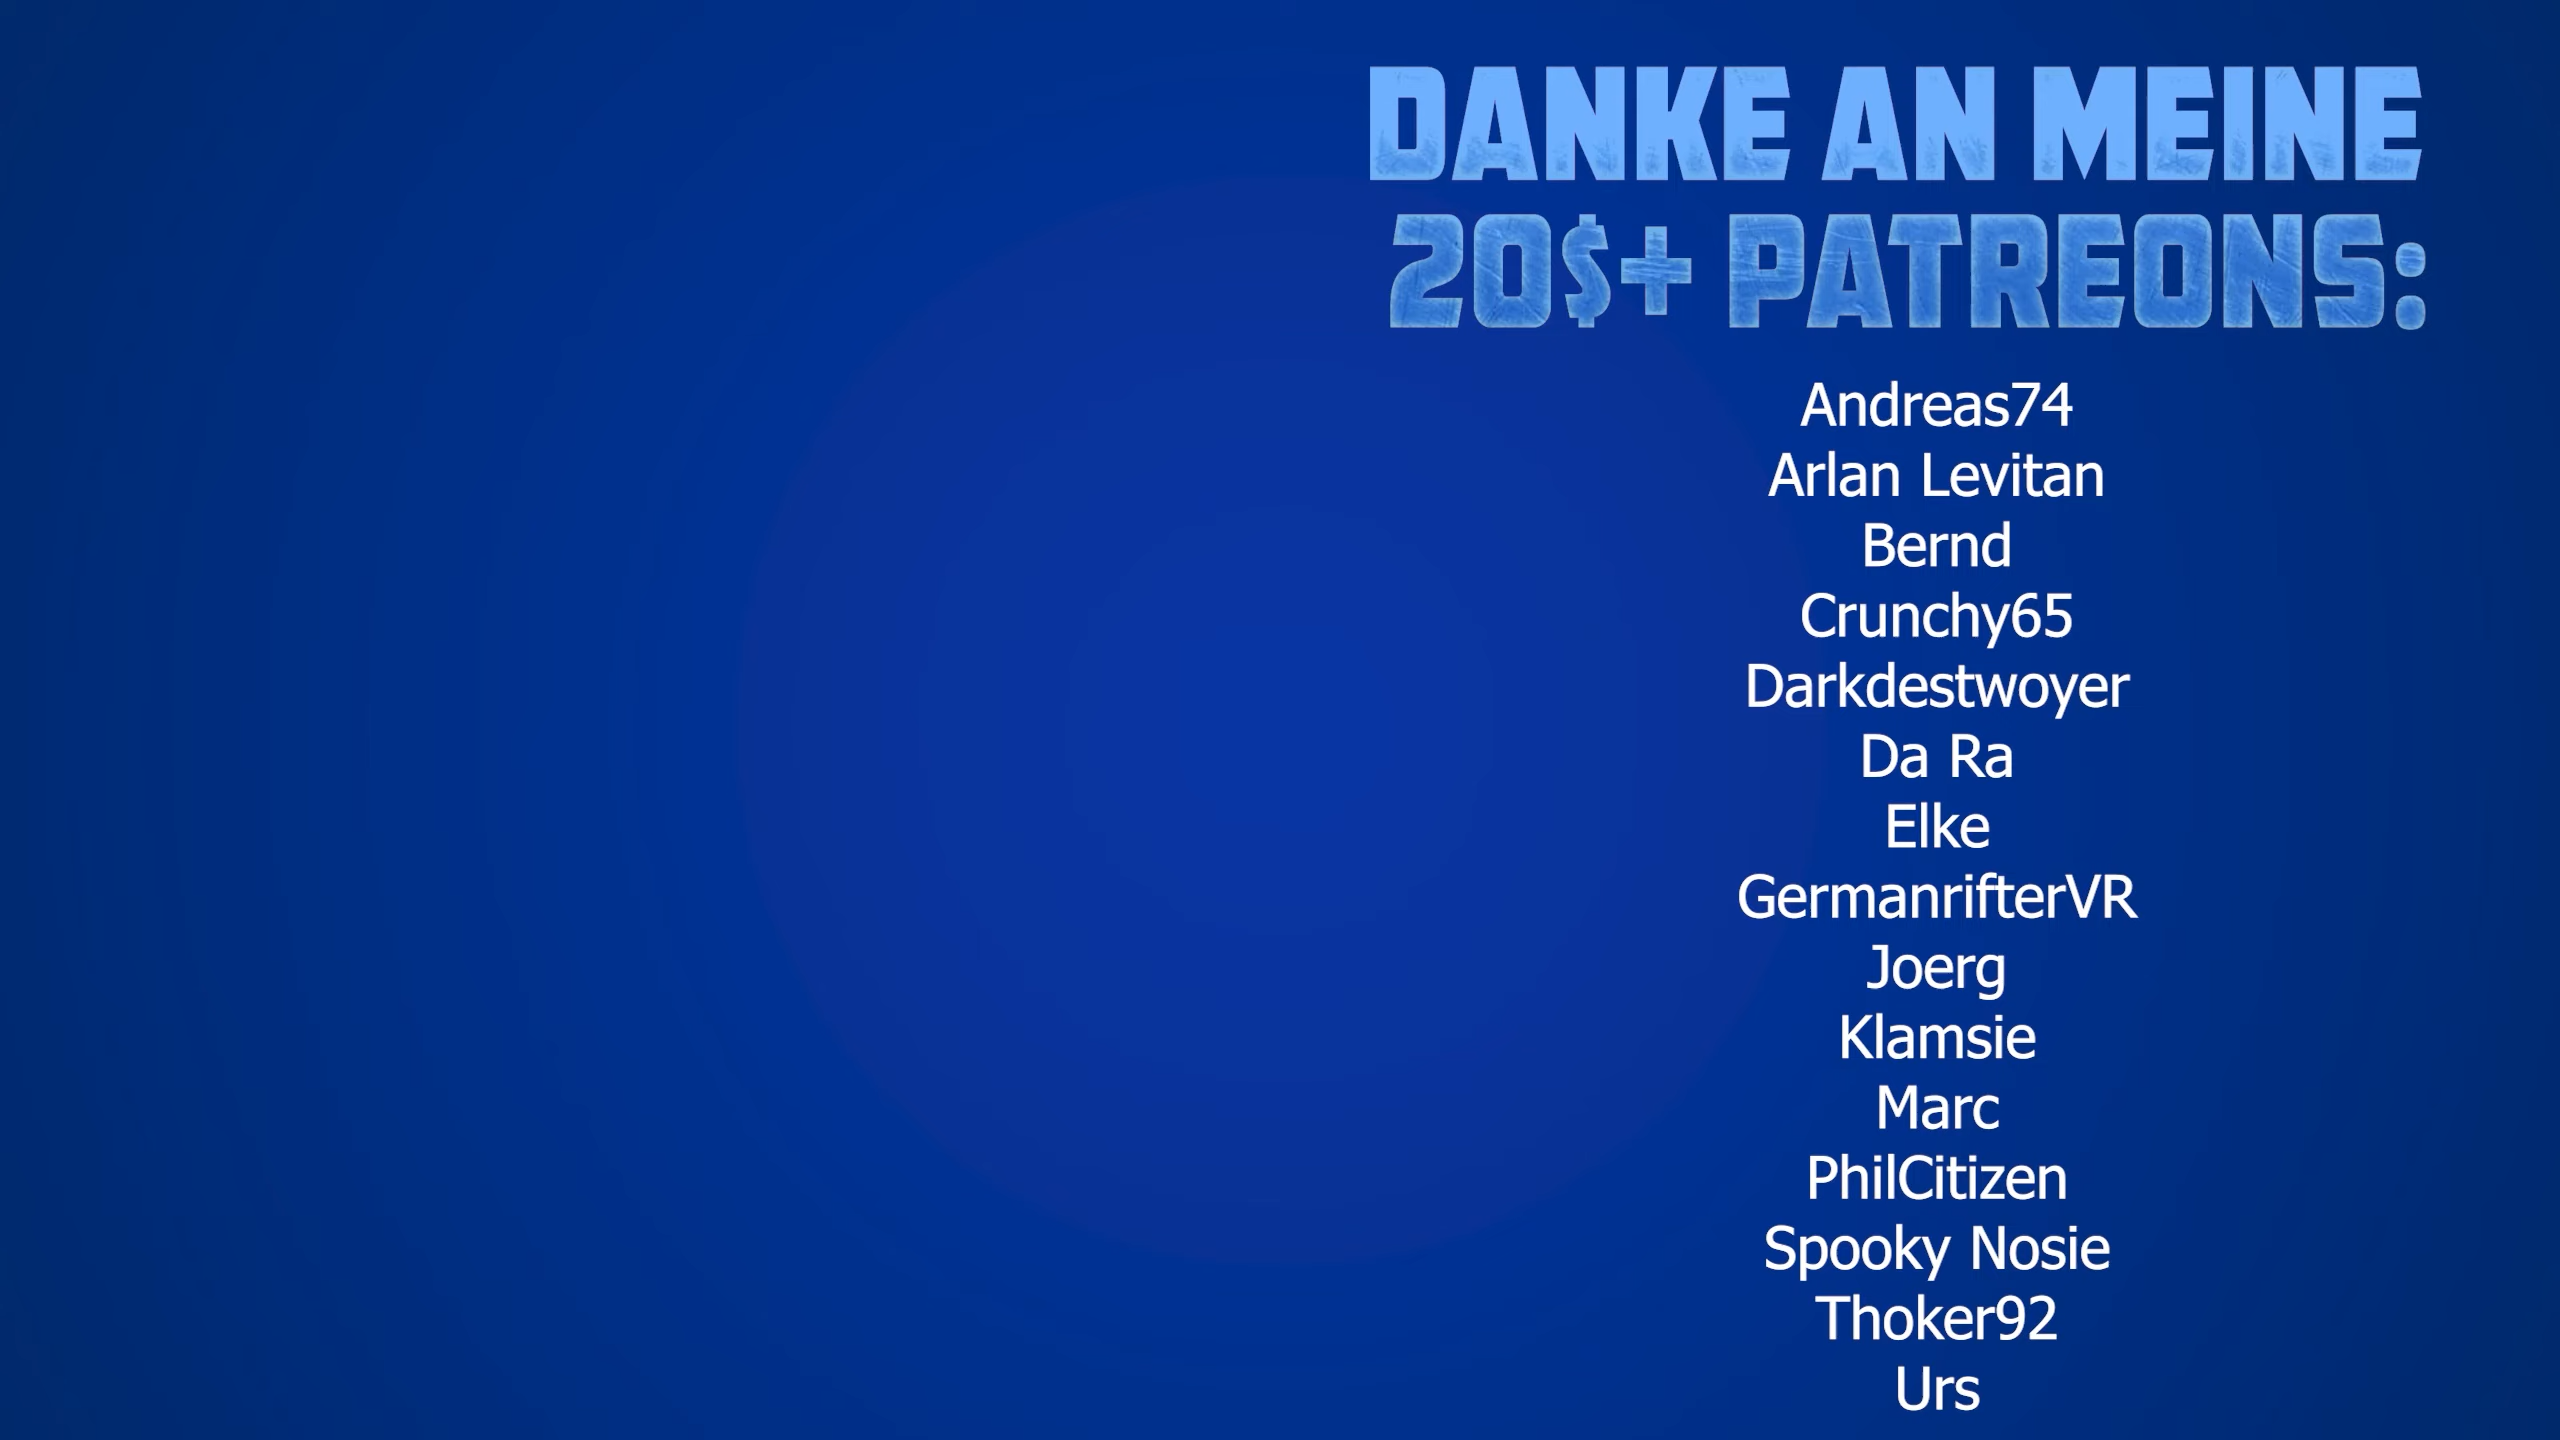 DANKE AN MEINE
20$+ PATREONS:
Andreas74
Arlan Levitan
Bernd
Crunchy65
Darkdestwoyer
Da Ra
Elke
GermanrifterVR
Joerg
Klamsie
Marc
PhilCitizen
Spooky Nosie
Thoker92
Urs